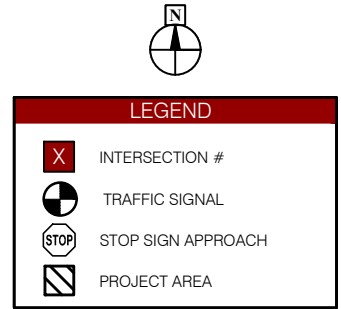 N
LEGEND
X INTERSECTION #
TRAFFIC SIGNAL
STOP STOP SIGN APPROACH
PROJECT AREA